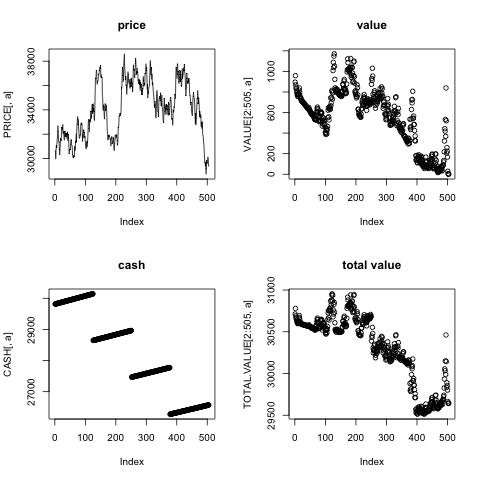 price
PRICE[, a]
30000 34000 38000
0 100 200 300 400 500
Index
value
VALUE[2:505, a]
0 200 600 1000
0 100 200 300 400 500
Index
cash
CASH[, a]
27000 29000
0 100 200 300 400 500
Index
total value
TOTAL.VALUE[2:505, a]
29500 30000 30500 31000
0 100 200 300 400 500
Index